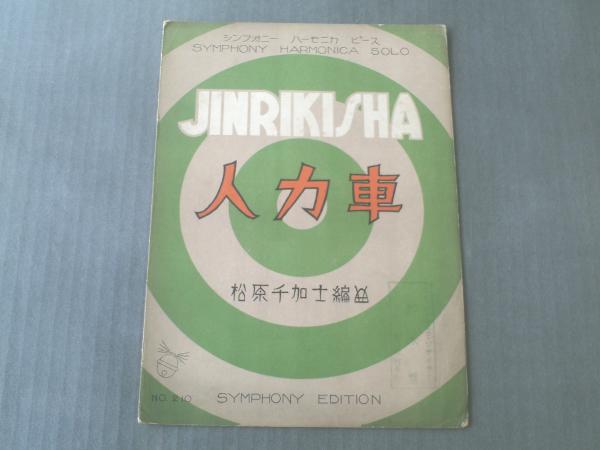 シンフオニー ハーモニカ ピース
SYMPHONY HARMONICA SOLO
JINRIKISHA
人力車
松原千加士編曲
NO. 210 SYMPHONY EDITION